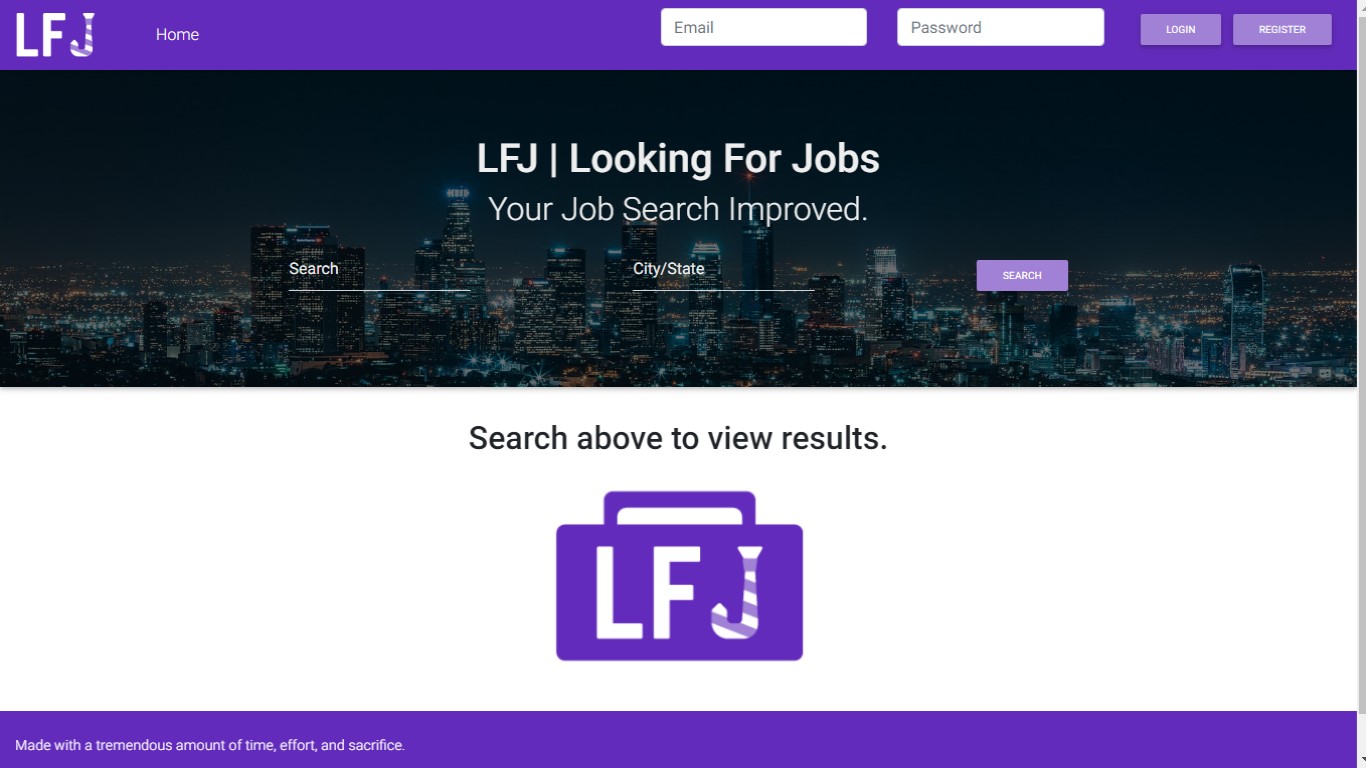 LFJ
Home
Email
Password
LOGIN
REGISTER
LFJ | Looking For Jobs
Your Job Search Improved.
Search
City/State
SEARCH
Search above to view results.
LFJ
Made with a tremendous amount of time, effort, and sacrifice.